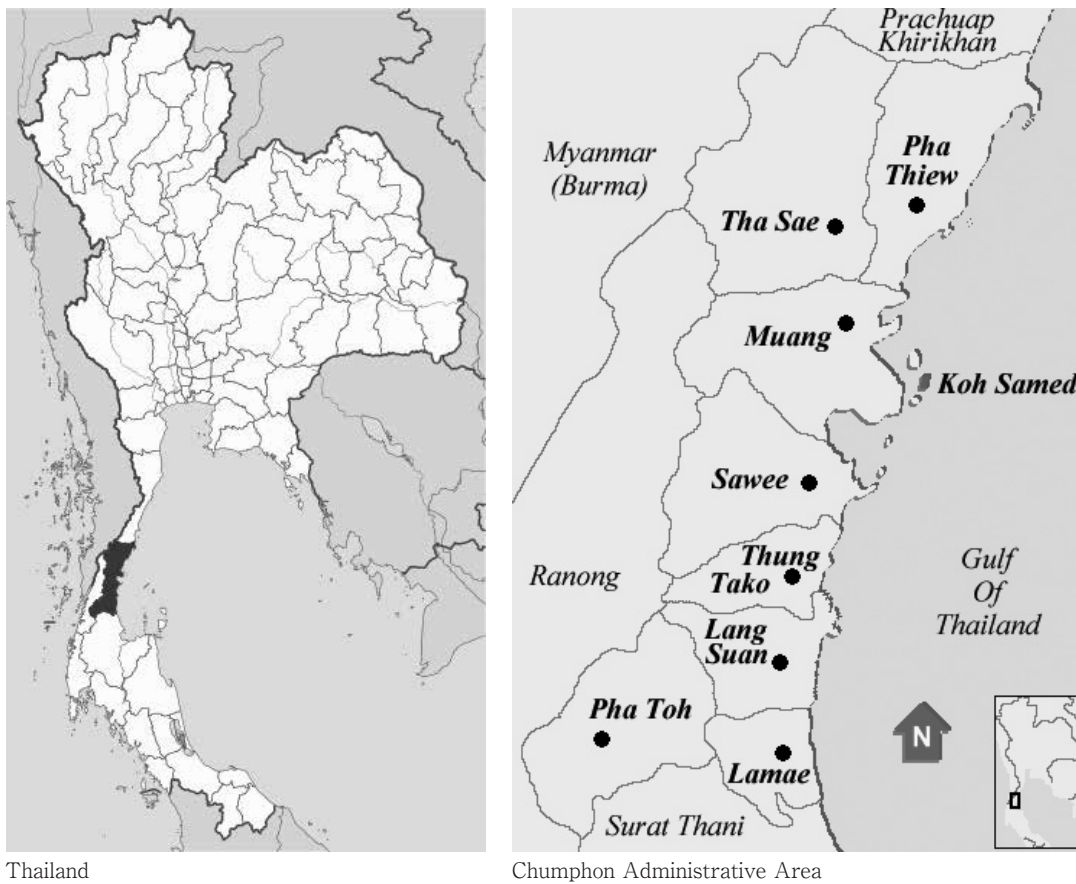 Prachuap
Khirikhan
Myanmar
(Burma)
Pha
Thiew
Tha Sae
Muang
Koh Samed
Sawee
Thung
Tako
Ranong
Gulf
Of
Thailand
Lang
Suan
Pha Toh
N
Lamae
Surat Thani
Thailand
Chumphon Administrative Area